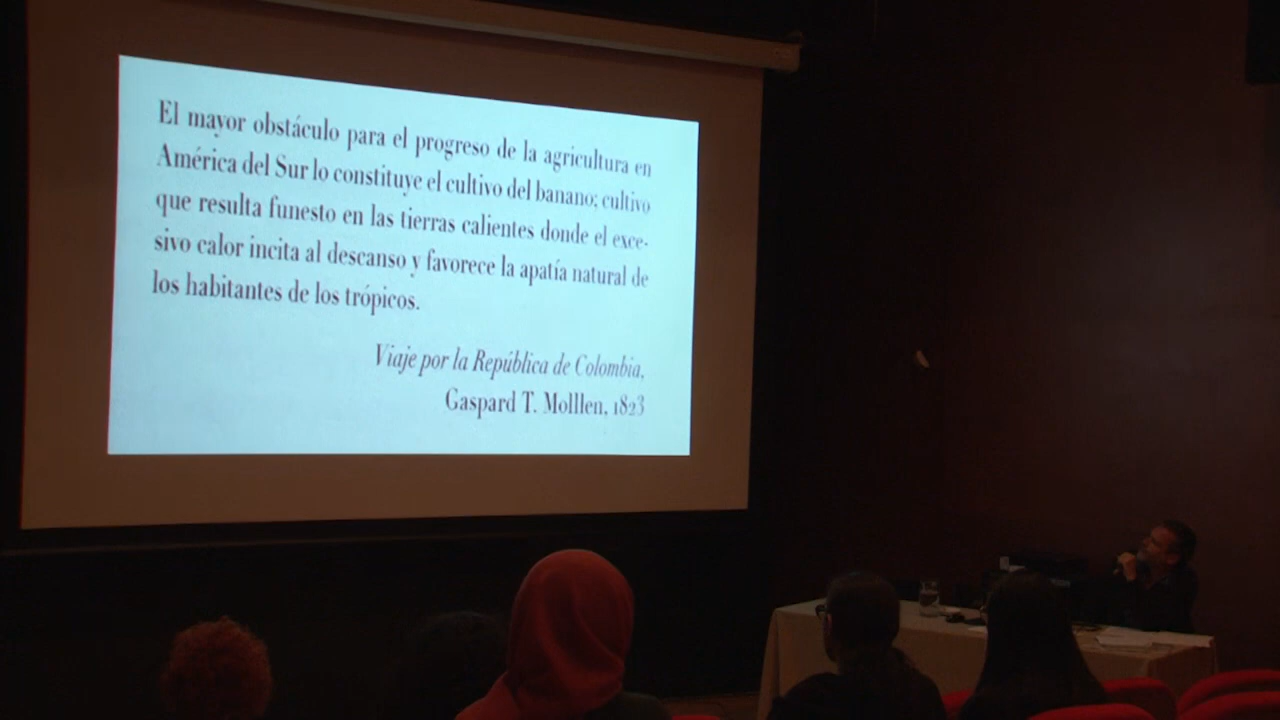 El mayor obstáculo para el progreso de la agricultura en
América del Sur lo constituye el cultivo del banano; cultivo
que resulta funesto en las tierras calientes donde el exce-
sivo calor incita al descanso y favorece la apatía natural de
los habitantes de los trópicos.
Viaje por la República de Colombia,
Gaspard T. Molllen, 1823